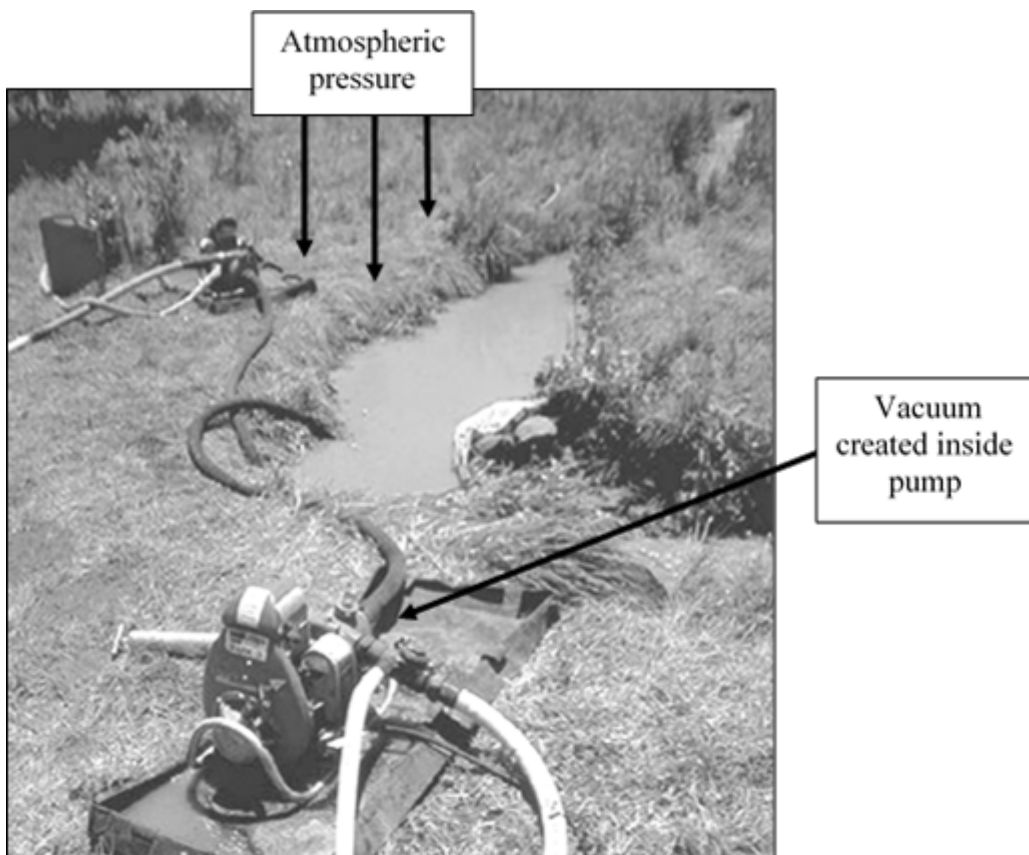 Atmospheric
pressure
Vacuum
created inside
pump